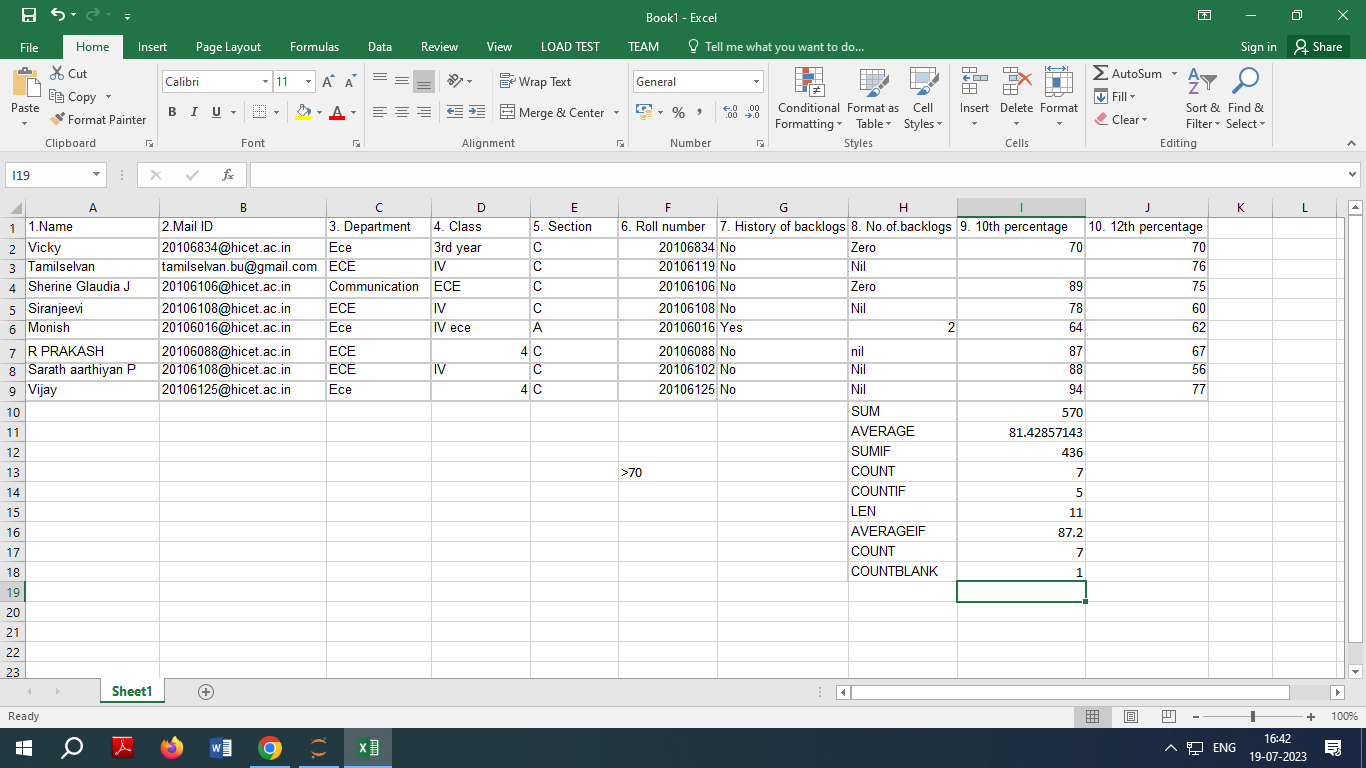 Book1 - Excel
File Home Insert Page Layout Formulas Data Review View LOAD TEST TEAM Tell me what you want to do... Sign in Share
Paste Cut Copy Format Painter Clipboard
Calibri 11 B I U A A A Font
Wrap Text Merge & Center Alignment
General % , .0 .00 .00 .0 Number
Conditional Formatting Format as Table Cell Styles Styles
Insert Delete Format Cells
AutoSum Fill Clear Sort & Filter Find & Select Editing
I19 fx
A B C D E F G H I J K L
1 1.Name 2.Mail ID 3. Department 4. Class 5. Section 6. Roll number 7. History of backlogs 8. No.of.backlogs 9. 10th percentage 10. 12th percentage
2 Vicky 20106834@hicet.ac.in Ece 3rd year C 20106834 No Zero 70 70
3 Tamilselvan tamilselvan.bu@gmail.com ECE IV C 20106119 No Nil 76
4 Sherine Glaudia J 20106106@hicet.ac.in Communication ECE C 20106106 No Zero 89 75
5 Siranjeevi 20106108@hicet.ac.in ECE IV C 20106108 No Nil 78 60
6 Monish 20106016@hicet.ac.in Ece IV ece A 20106016 Yes 2 64 62
7 R PRAKASH 20106088@hicet.ac.in ECE 4 C 20106088 No nil 87 67
8 Sarath aarthiyan P 20106108@hicet.ac.in ECE IV C 20106102 No Nil 88 56
9 Vijay 20106125@hicet.ac.in Ece 4 C 20106125 No Nil 94 77
10 SUM 570
11 AVERAGE 81.42857143
12 SUMIF 436
13 >70 COUNT 7
14 COUNTIF 5
15 LEN 11
16 AVERAGEIF 87.2
17 COUNT 7
18 COUNTBLANK 1
19
20
21
22
23
Sheet1
Ready 100%
ENG 16:42
19-07-2023